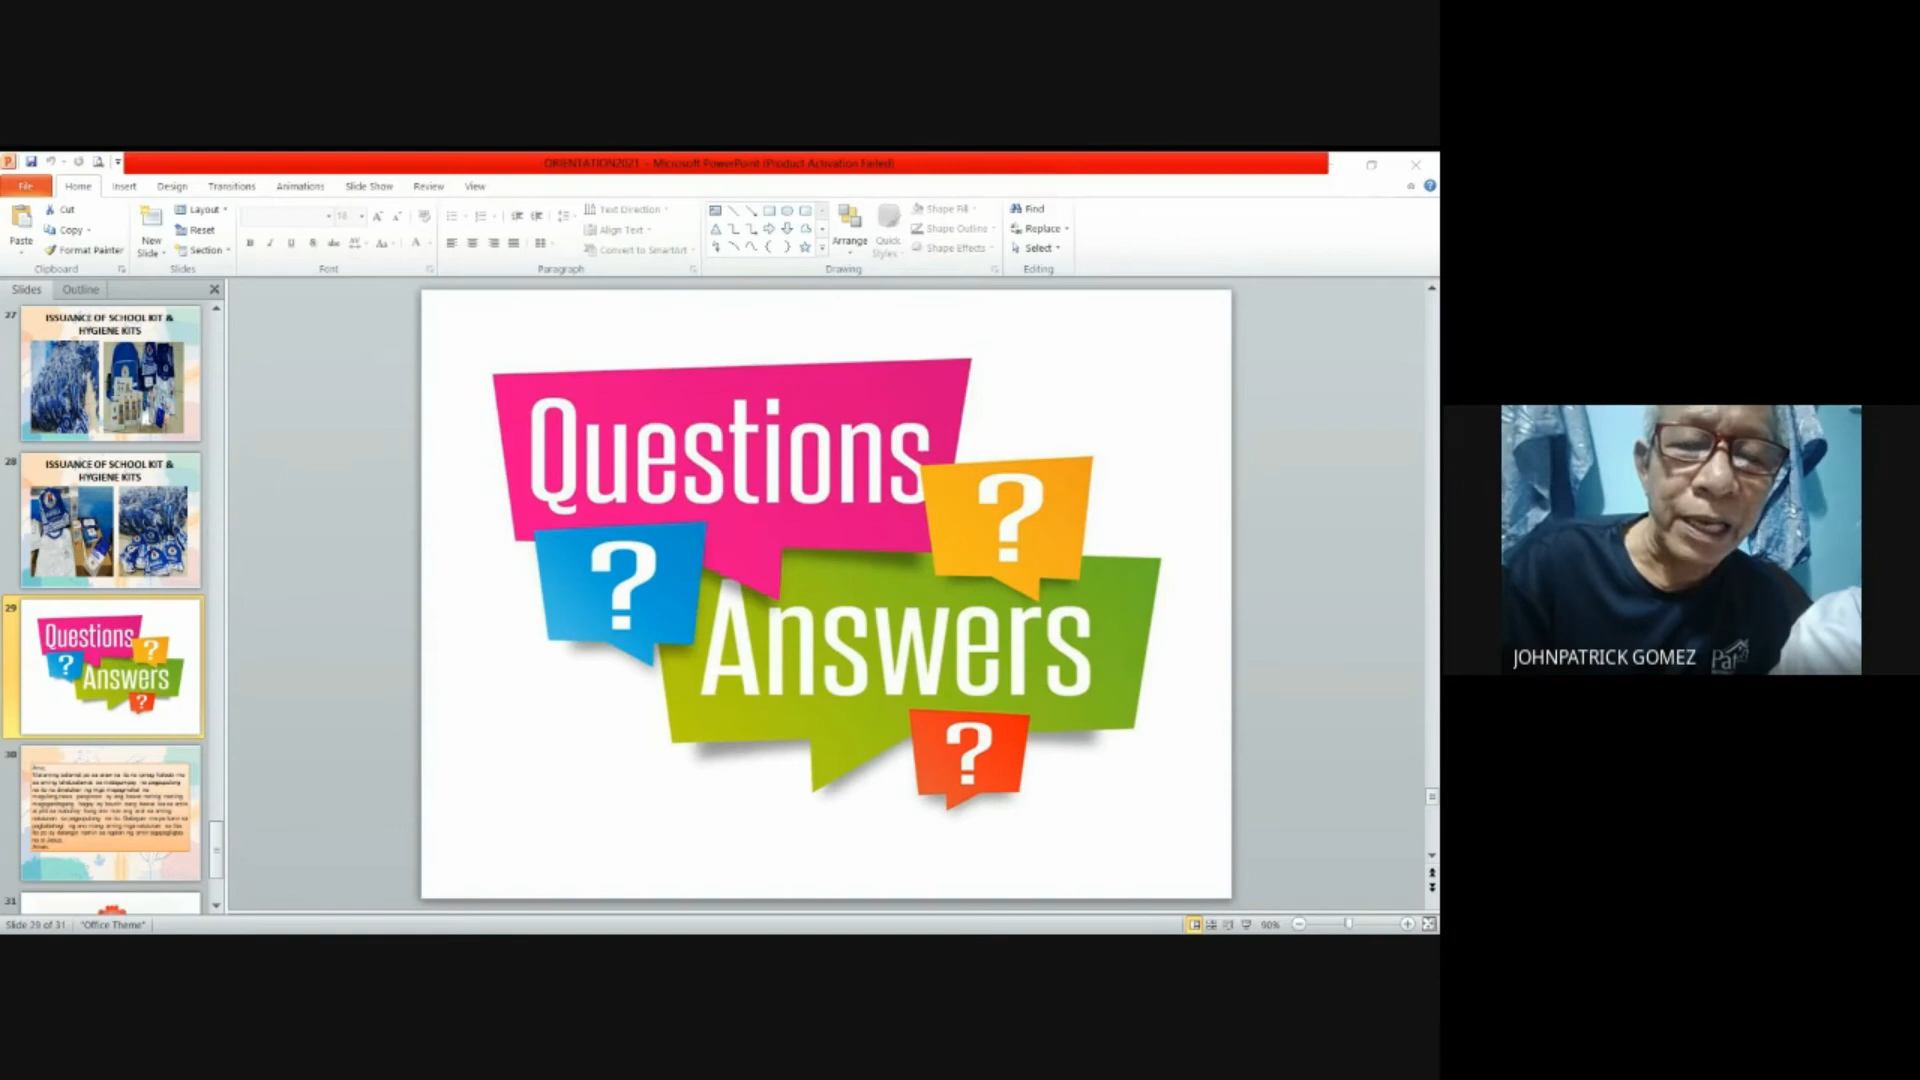 ORIENTATION2021 - Microsoft PowerPoint (Product Activation Failed)
File Home Insert Design Transitions Animations Slide Show Review View
Paste
Cut
Copy
Format Painter
Clipboard
New Slide
Layout
Reset
Section
Slides
18
Font
Text Direction
Align Text
Convert to SmartArt
Paragraph
Arrange
Quick Styles
Shape Fill
Shape Outline
Shape Effects
Drawing
Find
Replace
Select
Editing
Slides Outline
27
ISSUANCE OF SCHOOL KIT &
HYGIENE KITS
28
ISSUANCE OF SCHOOL KIT &
HYGIENE KITS
29
Questions
?
?
Answers
?
30
31
Questions
?
?
Answers
?
JOHNPATRICK GOMEZ
Slide 29 of 31 "Office Theme"
90%